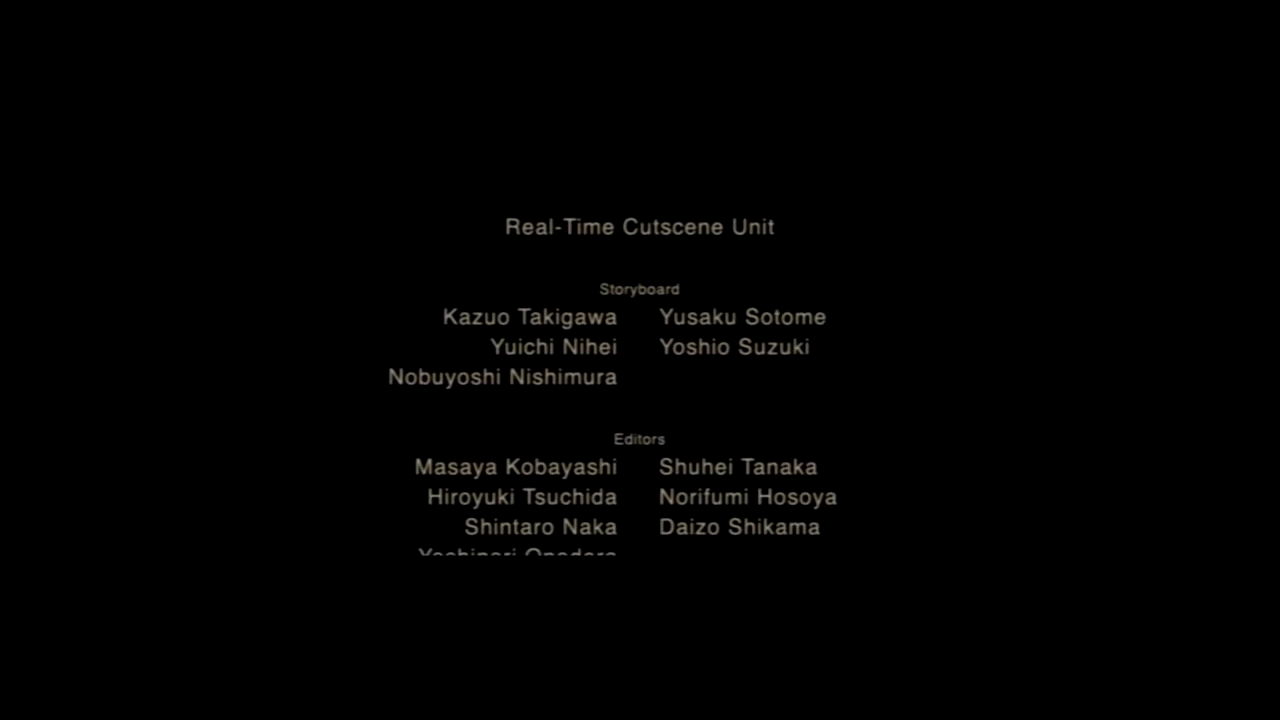 Real-Time Cutscene Unit
Storyboard
Kazuo Takigawa Yusaku Sotome
Yuichi Nihei Yoshio Suzuki
Nobuyoshi Nishimura
Editors
Masaya Kobayashi Shuhei Tanaka
Hiroyuki Tsuchida Norifumi Hosoya
Shintaro Naka Daizo Shikama